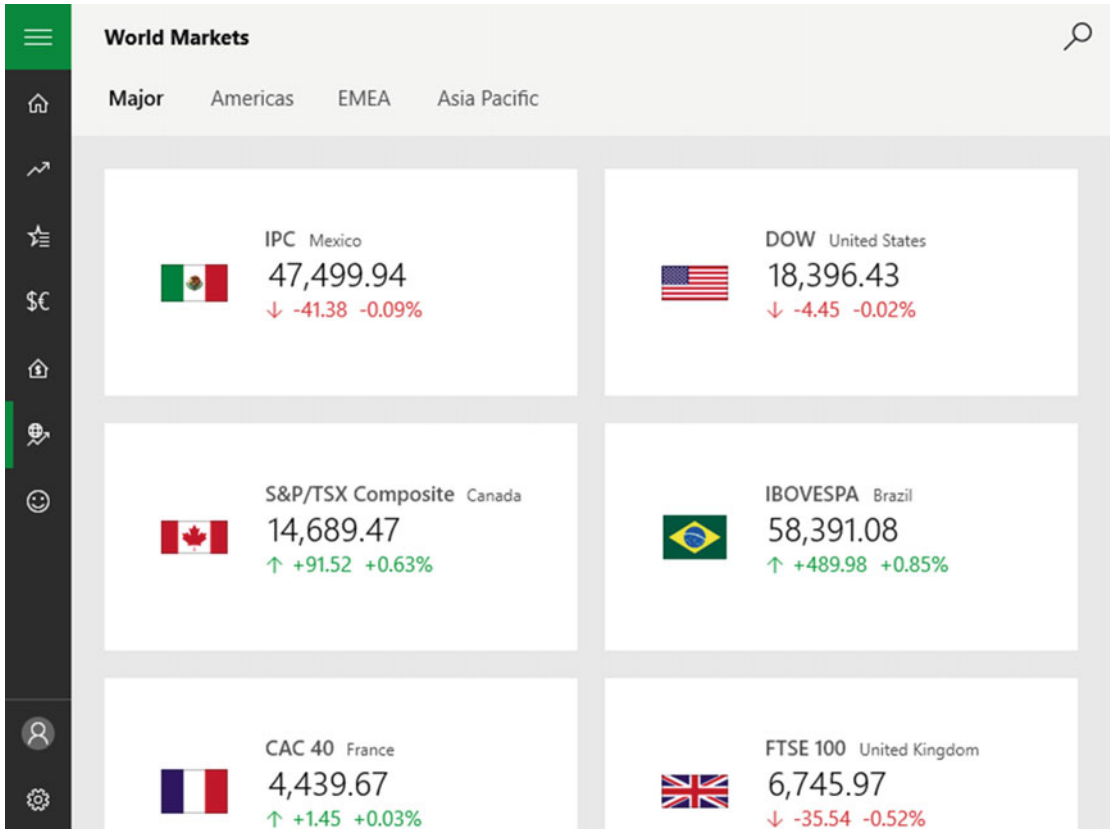 World Markets
Major Americas EMEA Asia Pacific
$€
IPC Mexico
47,499.94
↓ -41.38 -0.09%
DOW United States
18,396.43
↓ -4.45 -0.02%
S&P/TSX Composite Canada
14,689.47
↑ +91.52 +0.63%
IBOVESPA Brazil
58,391.08
↑ +489.98 +0.85%
CAC 40 France
4,439.67
↑ +1.45 +0.03%
FTSE 100 United Kingdom
6,745.97
↓ -35.54 -0.52%